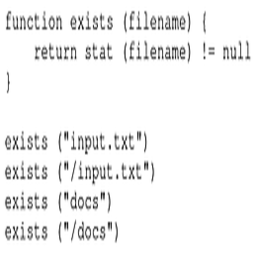 function exists (filename) {
    return stat (filename) != null
}

exists ("input.txt")
exists ("/input.txt")
exists ("docs")
exists ("/docs")